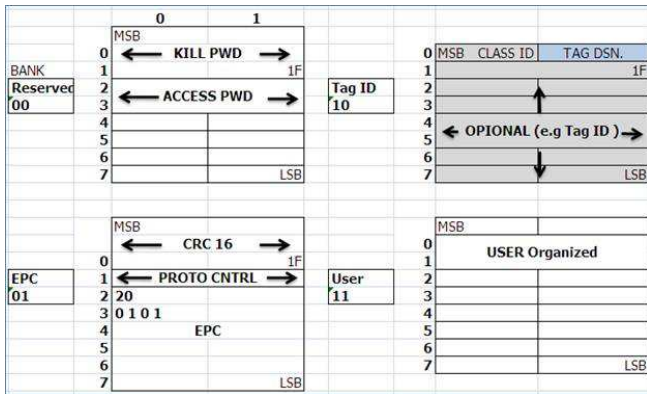 0 1
MSB
0 KILL PWD
BANK 1 1F
Reserved 2 ACCESS PWD
00 3
4
5
6
7 LSB
0 MSB CLASS ID TAG DSN.
1 1F
Tag ID 2
10 3
4
5 OPIONAL (e.g Tag ID )
6
7 LSB
MSB
CRC 16
0 1F
EPC 1 PROTO CNTRL
01 2 20
3 0 1 0 1
4 EPC
5
6
7 LSB
MSB
0 USER Organized
1
User 2
11 3
4
5
6
7 LSB